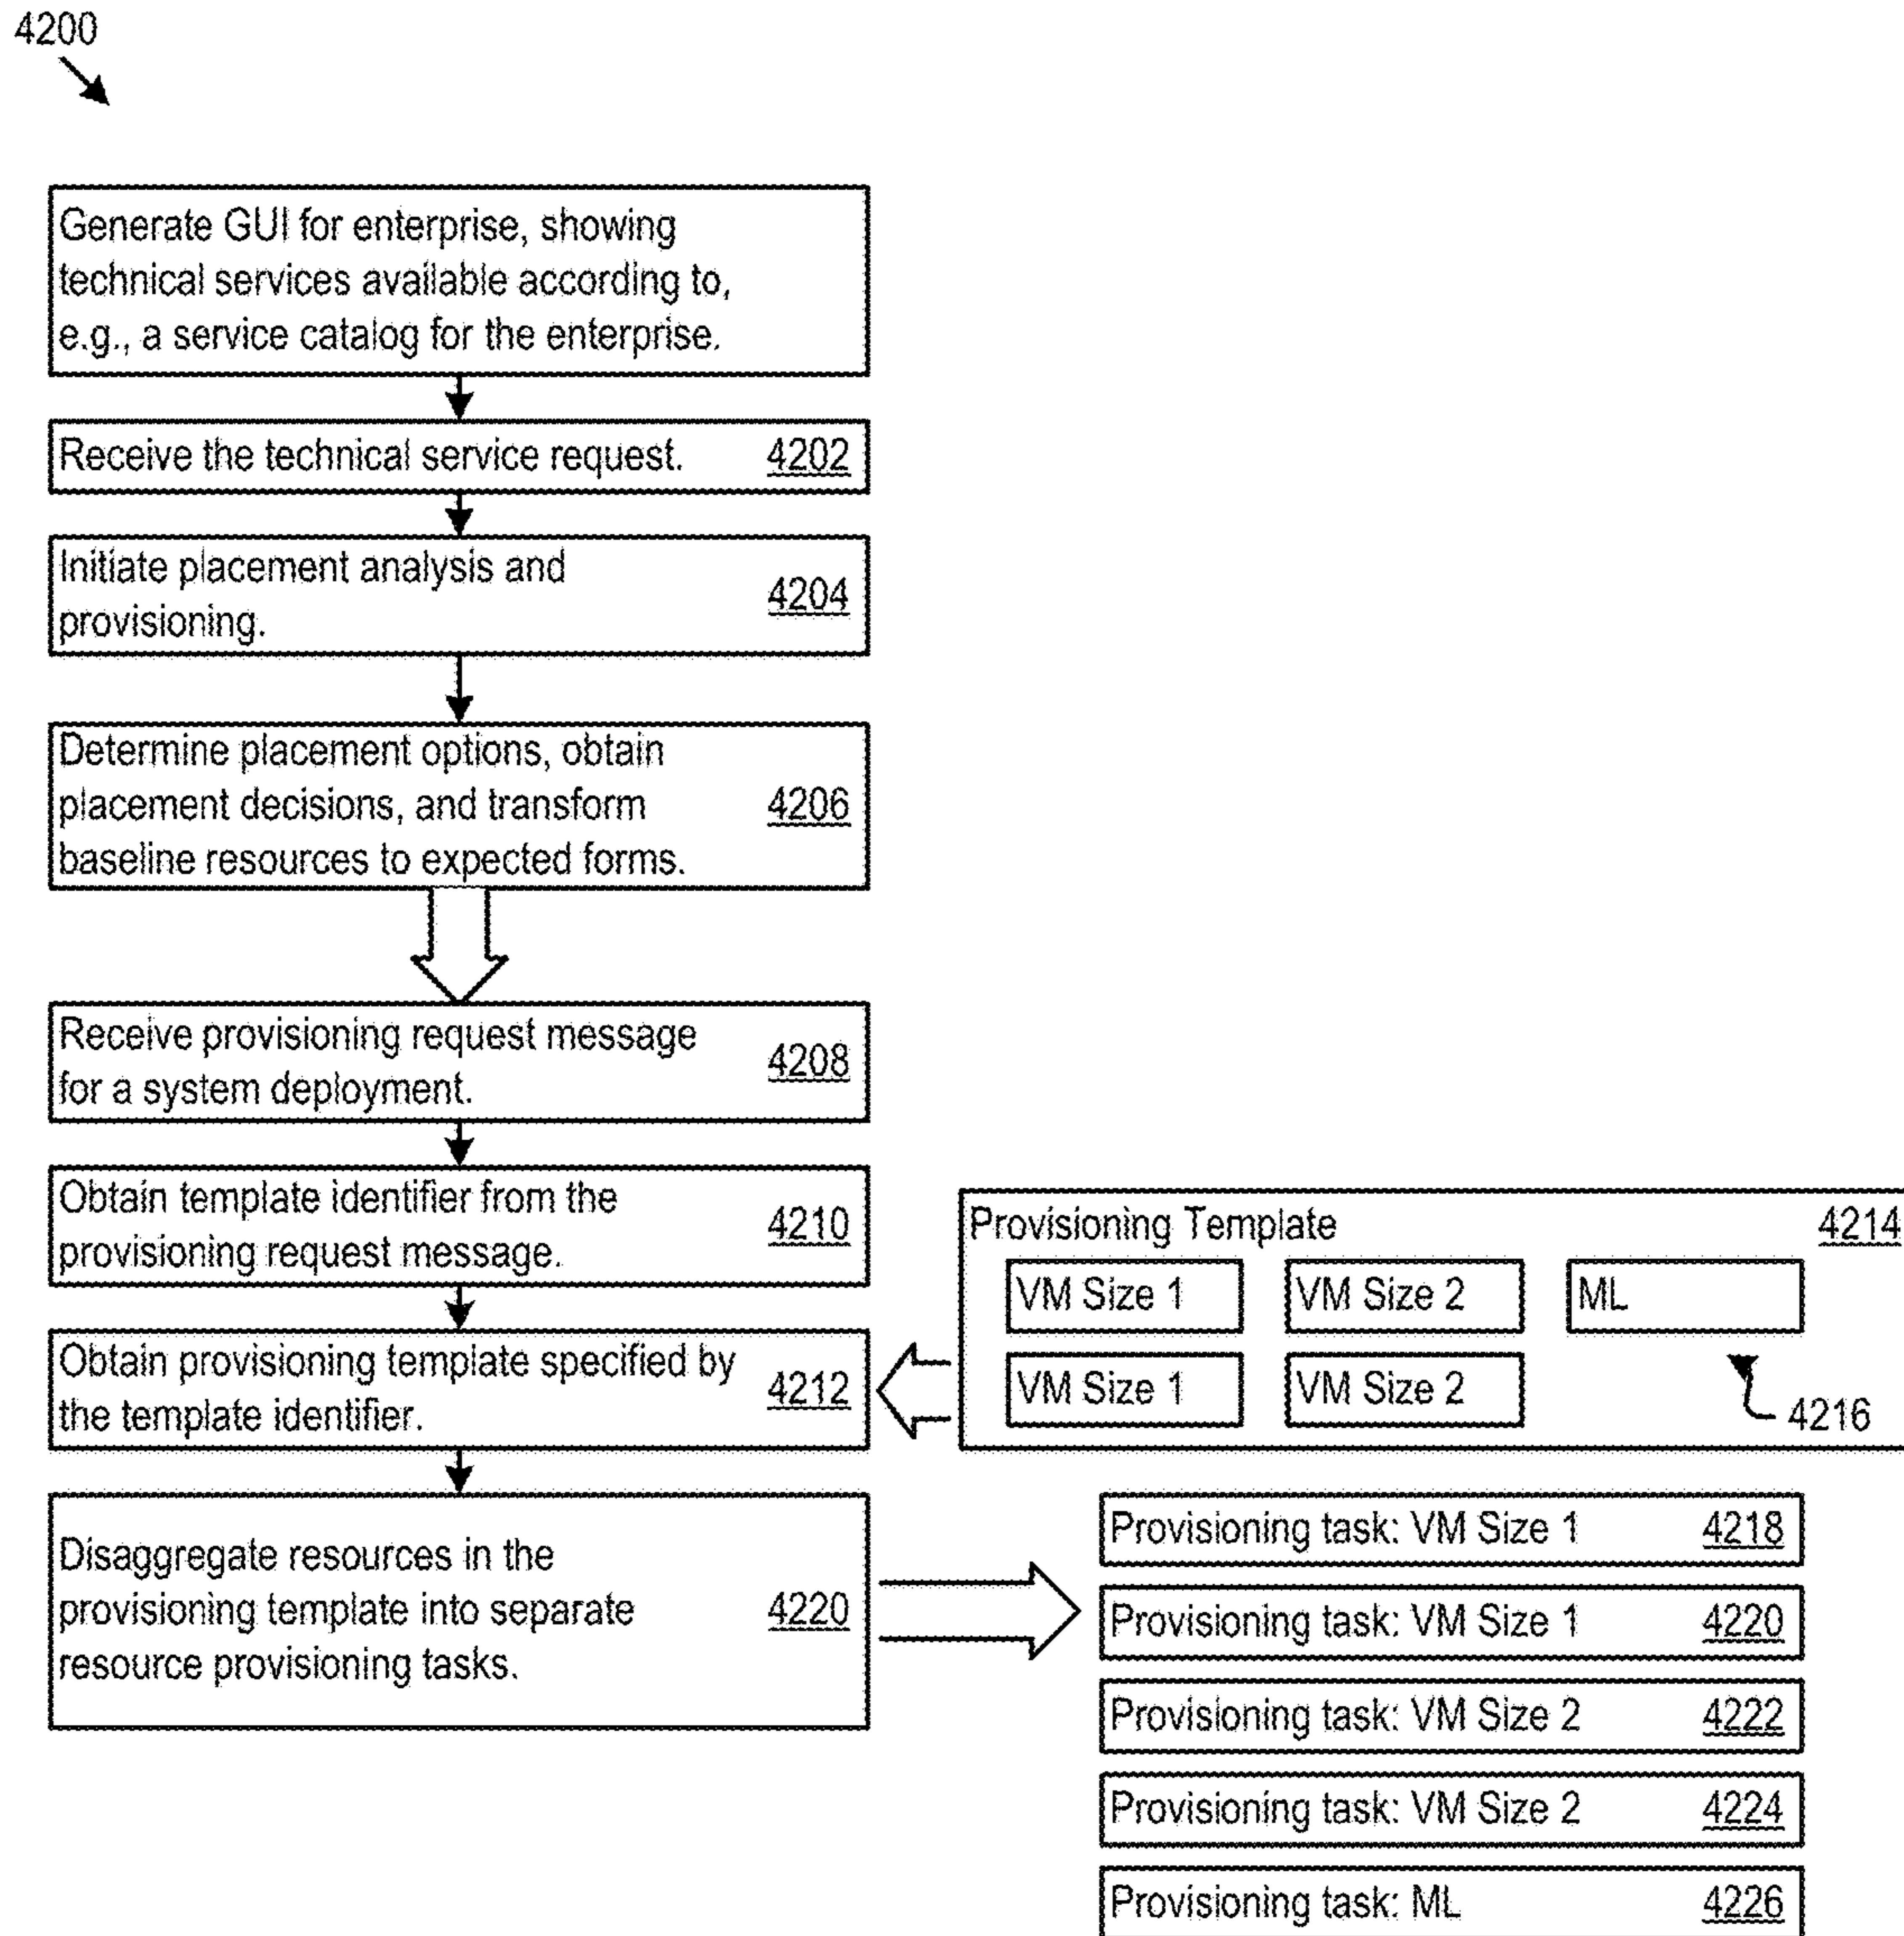 4200
Generate GUI for enterprise, showing
technical services available according to,
e.g., a service catalog for the enterprise.
Receive the technical service request. 4202
Initiate placement analysis and
provisioning. 4204
Determine placement options, obtain
placement decisions, and transform 4206
baseline resources to expected forms.
Receive provisioning request message
for a system deployment. 4208
Obtain template identifier from the
provisioning request message. 4210
Obtain provisioning template specified by
the template identifier. 4212
Provisioning Template 4214
VM Size 1 VM Size 2 ML
VM Size 1 VM Size 2
4216
Disaggregate resources in the
provisioning template into separate 4220
resource provisioning tasks.
Provisioning task: VM Size 1 4218
Provisioning task: VM Size 1 4220
Provisioning task: VM Size 2 4222
Provisioning task: VM Size 2 4224
Provisioning task: ML 4226